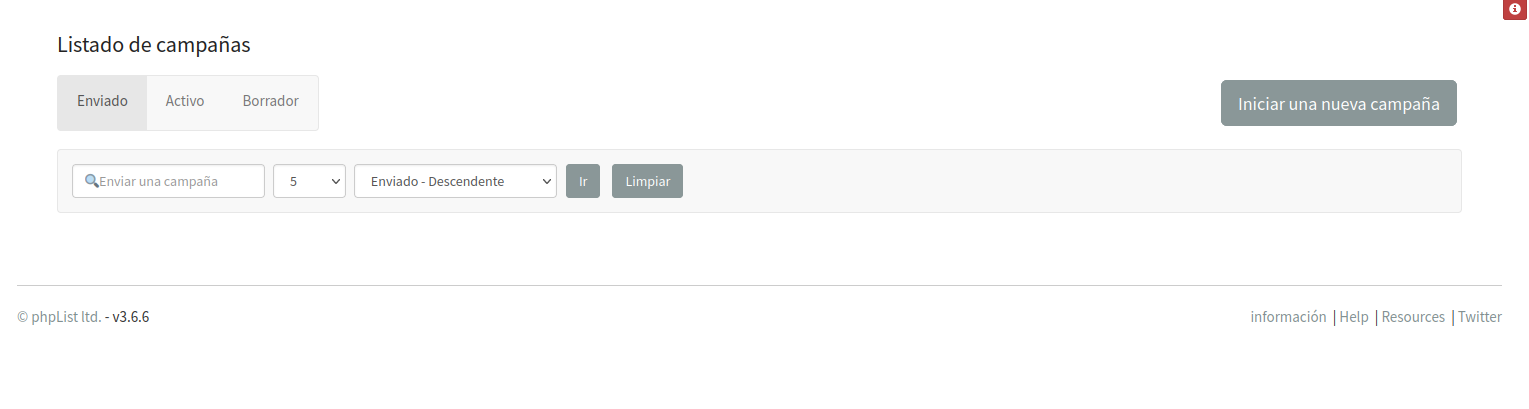 Listado de campañas
Enviado Activo Borrador
Iniciar una nueva campaña
Enviar una campaña 5 Enviado - Descendente Ir Limpiar
© phpList ltd. - v3.6.6
información | Help | Resources | Twitter